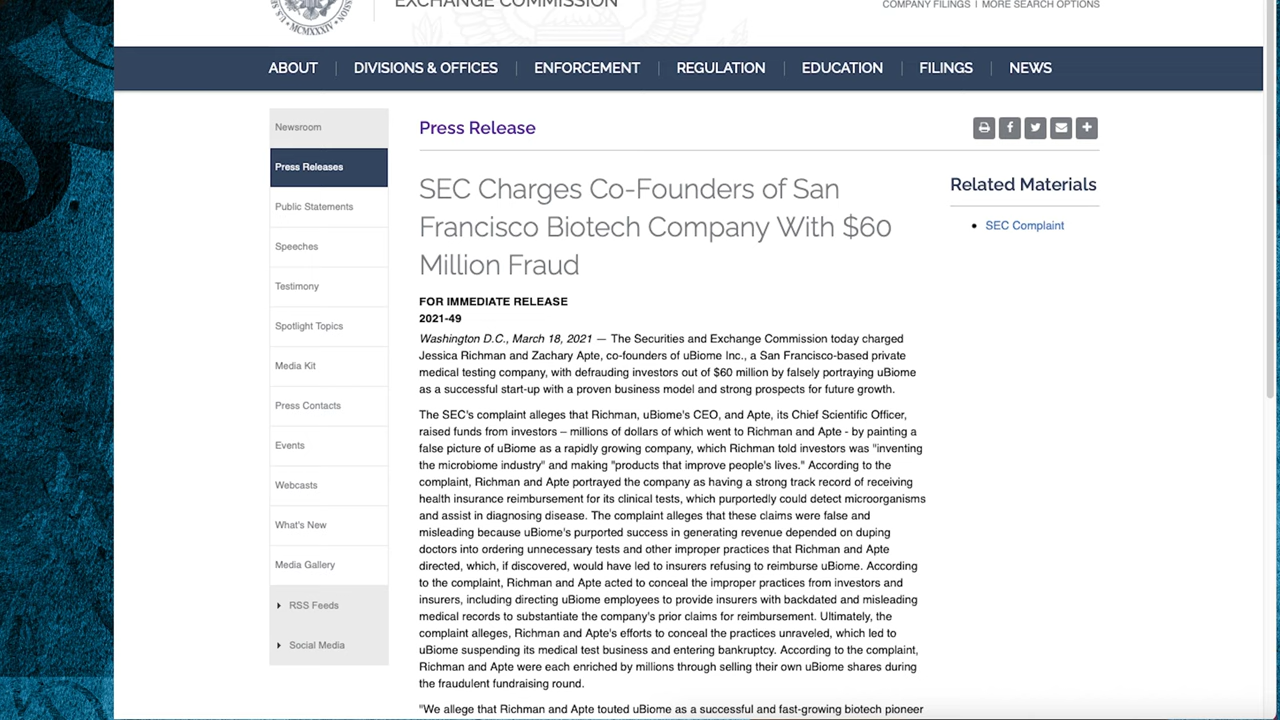 EXCHANGE COMMISSION
COMPANY FILINGS | MORE SEARCH OPTIONS
MCMXXXIV
ABOUT
DIVISIONS & OFFICES
ENFORCEMENT
REGULATION
EDUCATION
FILINGS
NEWS
Newsroom
Press Releases
Public Statements
Speeches
Testimony
Spotlight Topics
Media Kit
Press Contacts
Events
Webcasts
What's New
Media Gallery
RSS Feeds
Social Media
Press Release
SEC Charges Co-Founders of San
Francisco Biotech Company With $60
Million Fraud
FOR IMMEDIATE RELEASE
2021-49
Washington D.C., March 18, 2021 — The Securities and Exchange Commission today charged
Jessica Richman and Zachary Apte, co-founders of uBiome Inc., a San Francisco-based private
medical testing company, with defrauding investors out of $60 million by falsely portraying uBiome
as a successful start-up with a proven business model and strong prospects for future growth.
The SEC's complaint alleges that Richman, uBiome's CEO, and Apte, its Chief Scientific Officer,
raised funds from investors – millions of dollars of which went to Richman and Apte - by painting a
false picture of uBiome as a rapidly growing company, which Richman told investors was "inventing
the microbiome industry" and making "products that improve people's lives." According to the
complaint, Richman and Apte portrayed the company as having a strong track record of receiving
health insurance reimbursement for its clinical tests, which purportedly could detect microorganisms
and assist in diagnosing disease. The complaint alleges that these claims were false and
misleading because uBiome's purported success in generating revenue depended on duping
doctors into ordering unnecessary tests and other improper practices that Richman and Apte
directed, which, if discovered, would have led to insurers refusing to reimburse uBiome. According
to the complaint, Richman and Apte acted to conceal the improper practices from investors and
insurers, including directing uBiome employees to provide insurers with backdated and misleading
medical records to substantiate the company's prior claims for reimbursement. Ultimately, the
complaint alleges, Richman and Apte's efforts to conceal the practices unraveled, which led to
uBiome suspending its medical test business and entering bankruptcy. According to the complaint,
Richman and Apte were each enriched by millions through selling their own uBiome shares during
the fraudulent fundraising round.
"We allege that Richman and Apte touted uBiome as a successful and fast-growing biotech pioneer
Related Materials
SEC Complaint